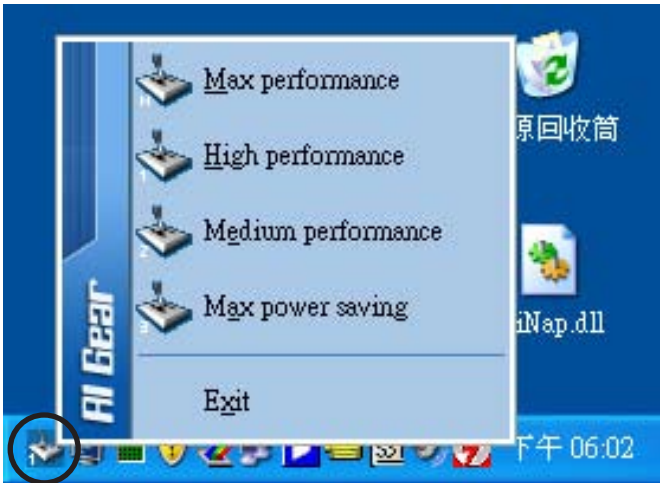 Max performance
High performance
Medium performance
Max power saving
Exit
AI Gear
原回收筒
iNap.dll
下午 06:02